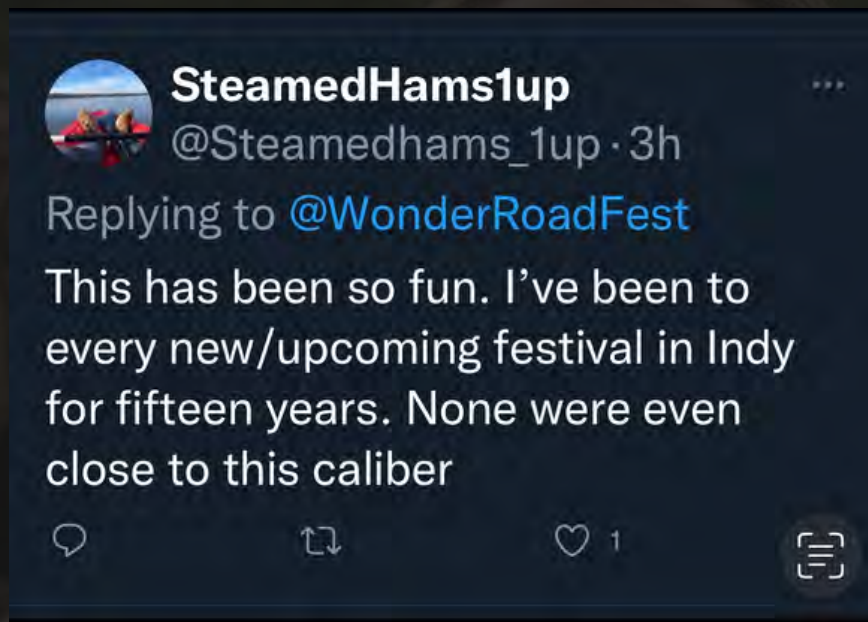 SteamedHams1up
@Steamedhams_1up · 3h
Replying to @WonderRoadFest
This has been so fun. I’ve been to
every new/upcoming festival in Indy
for fifteen years. None were even
close to this caliber
1